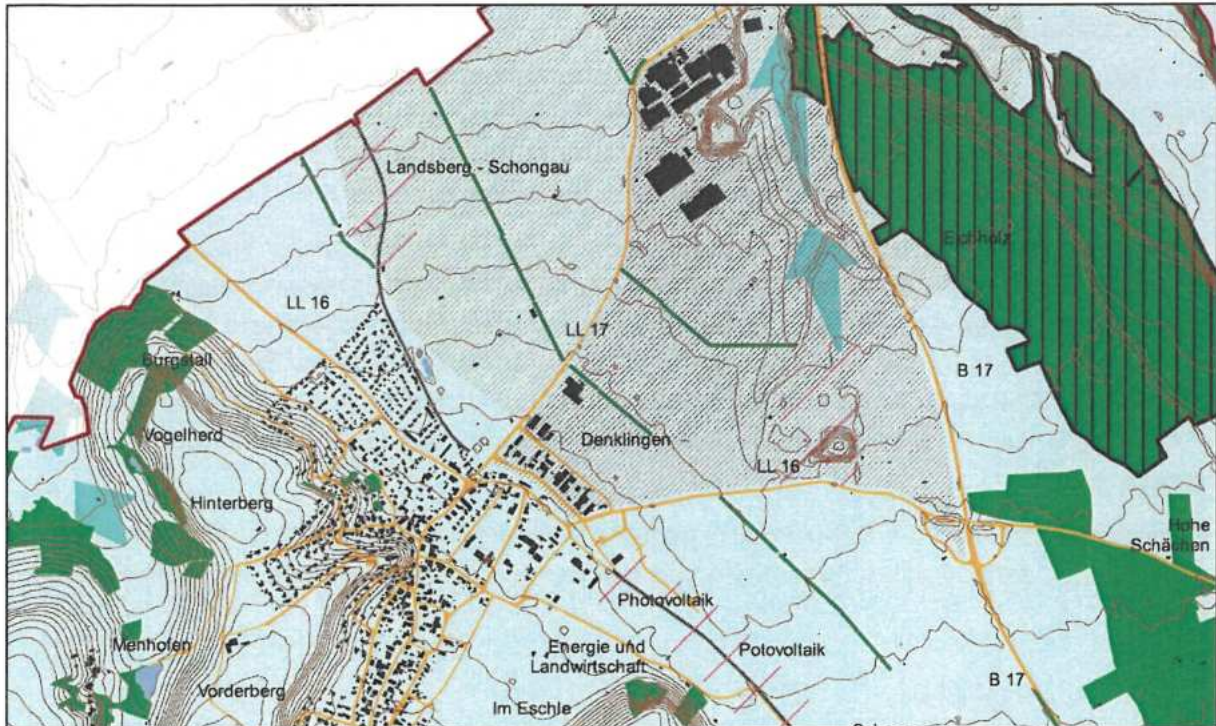 Landsberg - Schongau
Eichholz
LL 16
LL 17
B 17
Burgstall
Vogelherd
Denklingen
LL 16
Hinterberg
Hohe
Schächen
Photovoltaik
Menhofen
Energie und
Landwirtschaft
Potovoltaik
Vorderberg
B 17
Im Eschle